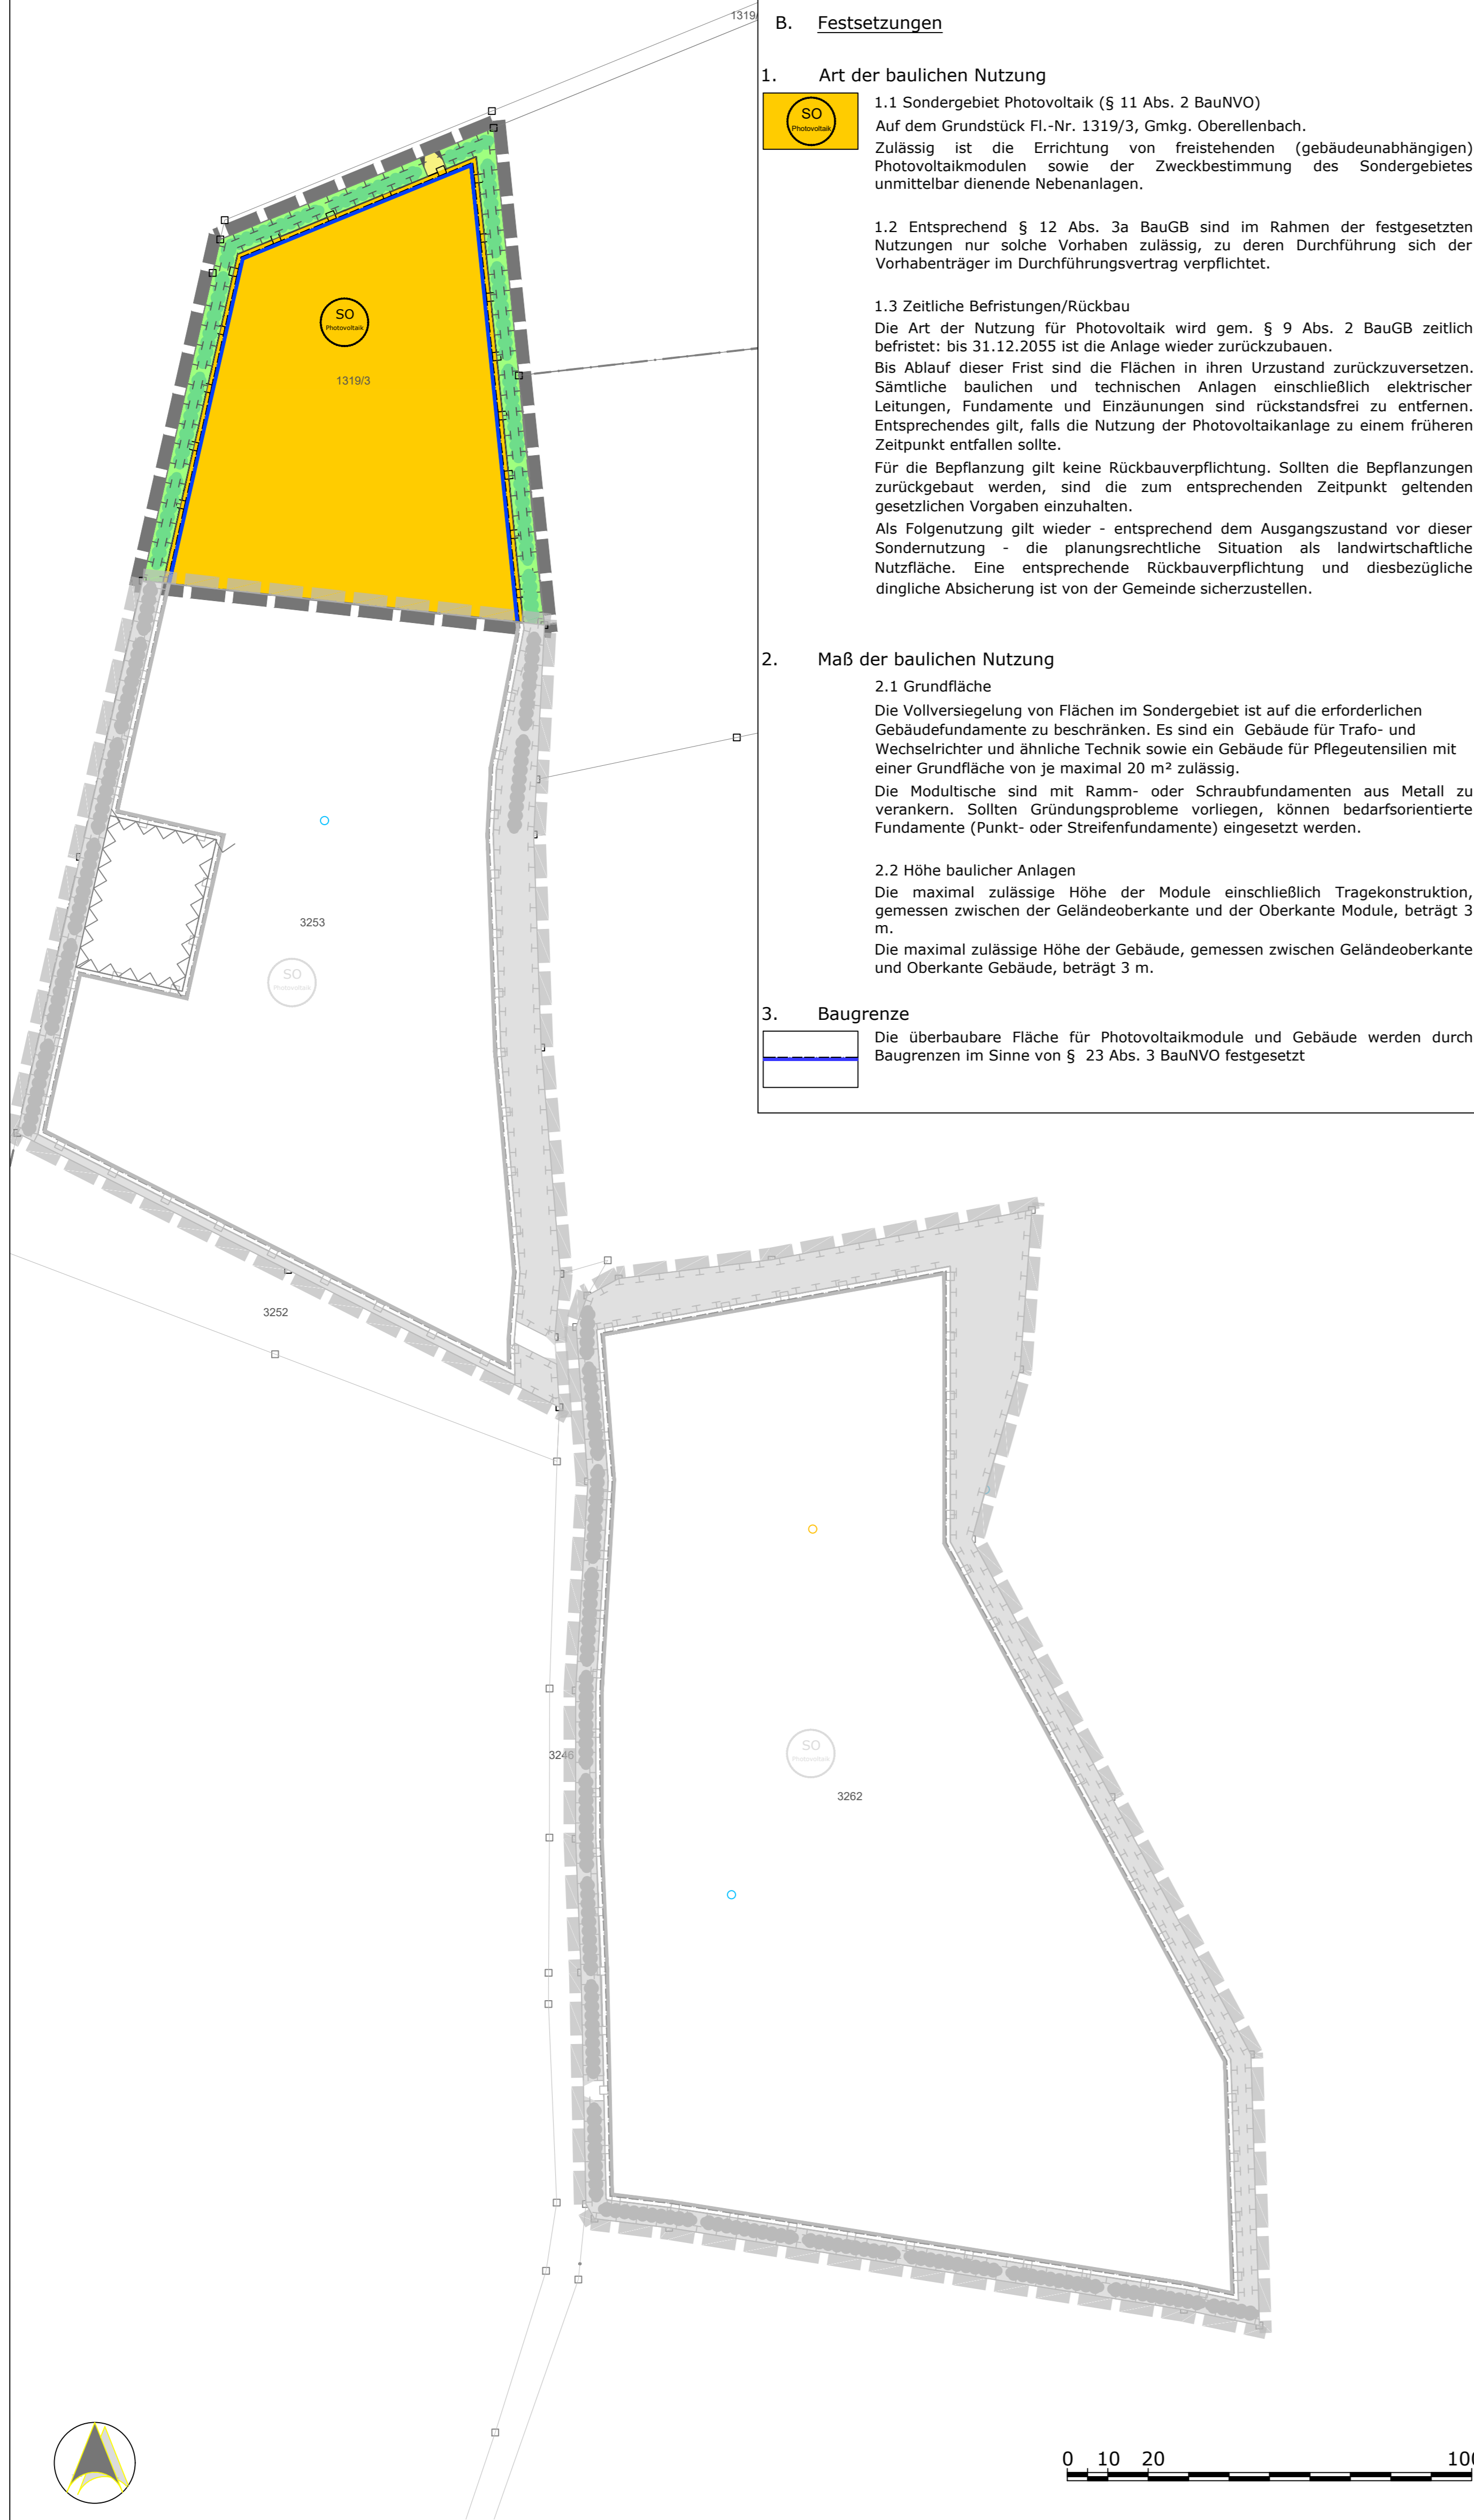 1319/
B. Festsetzungen
1. Art der baulichen Nutzung
SO
Photovoltaik
1.1 Sondergebiet Photovoltaik (§ 11 Abs. 2 BauNVO)
Auf dem Grundstück Fl.-Nr. 1319/3, Gmkg. Oberellenbach.
Zulässig ist die Errichtung von freistehenden (gebäudeunabhängigen)
Photovoltaikmodulen sowie der Zweckbestimmung des Sondergebietes
unmittelbar dienende Nebenanlagen.
1.2 Entsprechend § 12 Abs. 3a BauGB sind im Rahmen der festgesetzten
Nutzungen nur solche Vorhaben zulässig, zu deren Durchführung sich der
Vorhabenträger im Durchführungsvertrag verpflichtet.
1.3 Zeitliche Befristungen/Rückbau
Die Art der Nutzung für Photovoltaik wird gem. § 9 Abs. 2 BauGB zeitlich
befristet: bis 31.12.2055 ist die Anlage wieder zurückzubauen.
Bis Ablauf dieser Frist sind die Flächen in ihren Urzustand zurückzuversetzen.
Sämtliche baulichen und technischen Anlagen einschließlich elektrischer
Leitungen, Fundamente und Einzäunungen sind rückstandsfrei zu entfernen.
Entsprechendes gilt, falls die Nutzung der Photovoltaikanlage zu einem früheren
Zeitpunkt entfallen sollte.
Für die Bepflanzung gilt keine Rückbauverpflichtung. Sollten die Bepflanzungen
zurückgebaut werden, sind die zum entsprechenden Zeitpunkt geltenden
gesetzlichen Vorgaben einzuhalten.
Als Folgenutzung gilt wieder - entsprechend dem Ausgangszustand vor dieser
Sondernutzung - die planungsrechtliche Situation als landwirtschaftliche
Nutzfläche. Eine entsprechende Rückbauverpflichtung und diesbezügliche
dingliche Absicherung ist von der Gemeinde sicherzustellen.
2. Maß der baulichen Nutzung
2.1 Grundfläche
Die Vollversiegelung von Flächen im Sondergebiet ist auf die erforderlichen
Gebäudefundamente zu beschränken. Es sind ein Gebäude für Trafo- und
Wechselrichter und ähnliche Technik sowie ein Gebäude für Pflegeutensilien mit
einer Grundfläche von je maximal 20 m² zulässig.
Die Modultische sind mit Ramm- oder Schraubfundamenten aus Metall zu
verankern. Sollten Gründungsprobleme vorliegen, können bedarfsorientierte
Fundamente (Punkt- oder Streifenfundamente) eingesetzt werden.
2.2 Höhe baulicher Anlagen
Die maximal zulässige Höhe der Module einschließlich Tragekonstruktion,
gemessen zwischen der Geländeoberkante und der Oberkante Module, beträgt 3
m.
Die maximal zulässige Höhe der Gebäude, gemessen zwischen Geländeoberkante
und Oberkante Gebäude, beträgt 3 m.
3. Baugrenze
Die überbaubare Fläche für Photovoltaikmodule und Gebäude werden durch
Baugrenzen im Sinne von § 23 Abs. 3 BauNVO festgesetzt
SO
Photovoltaik
1319/3
3253
SO
Photovoltaik
3252
3246
SO
Photovoltaik
3262
0 10 20 100